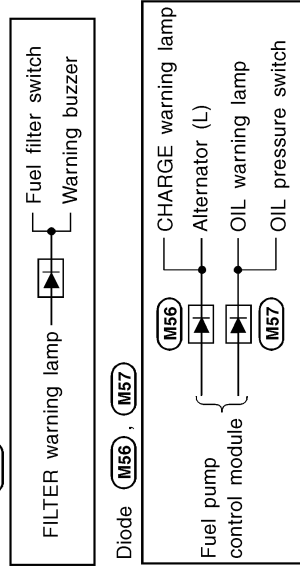 Fuel filter switch
FILTER warning lamp
Warning buzzer
Diode M56 , M57
CHARGE warning lamp
M56
Alternator (L)
Fuel pump
control module
OIL warning lamp
M57
OIL pressure switch